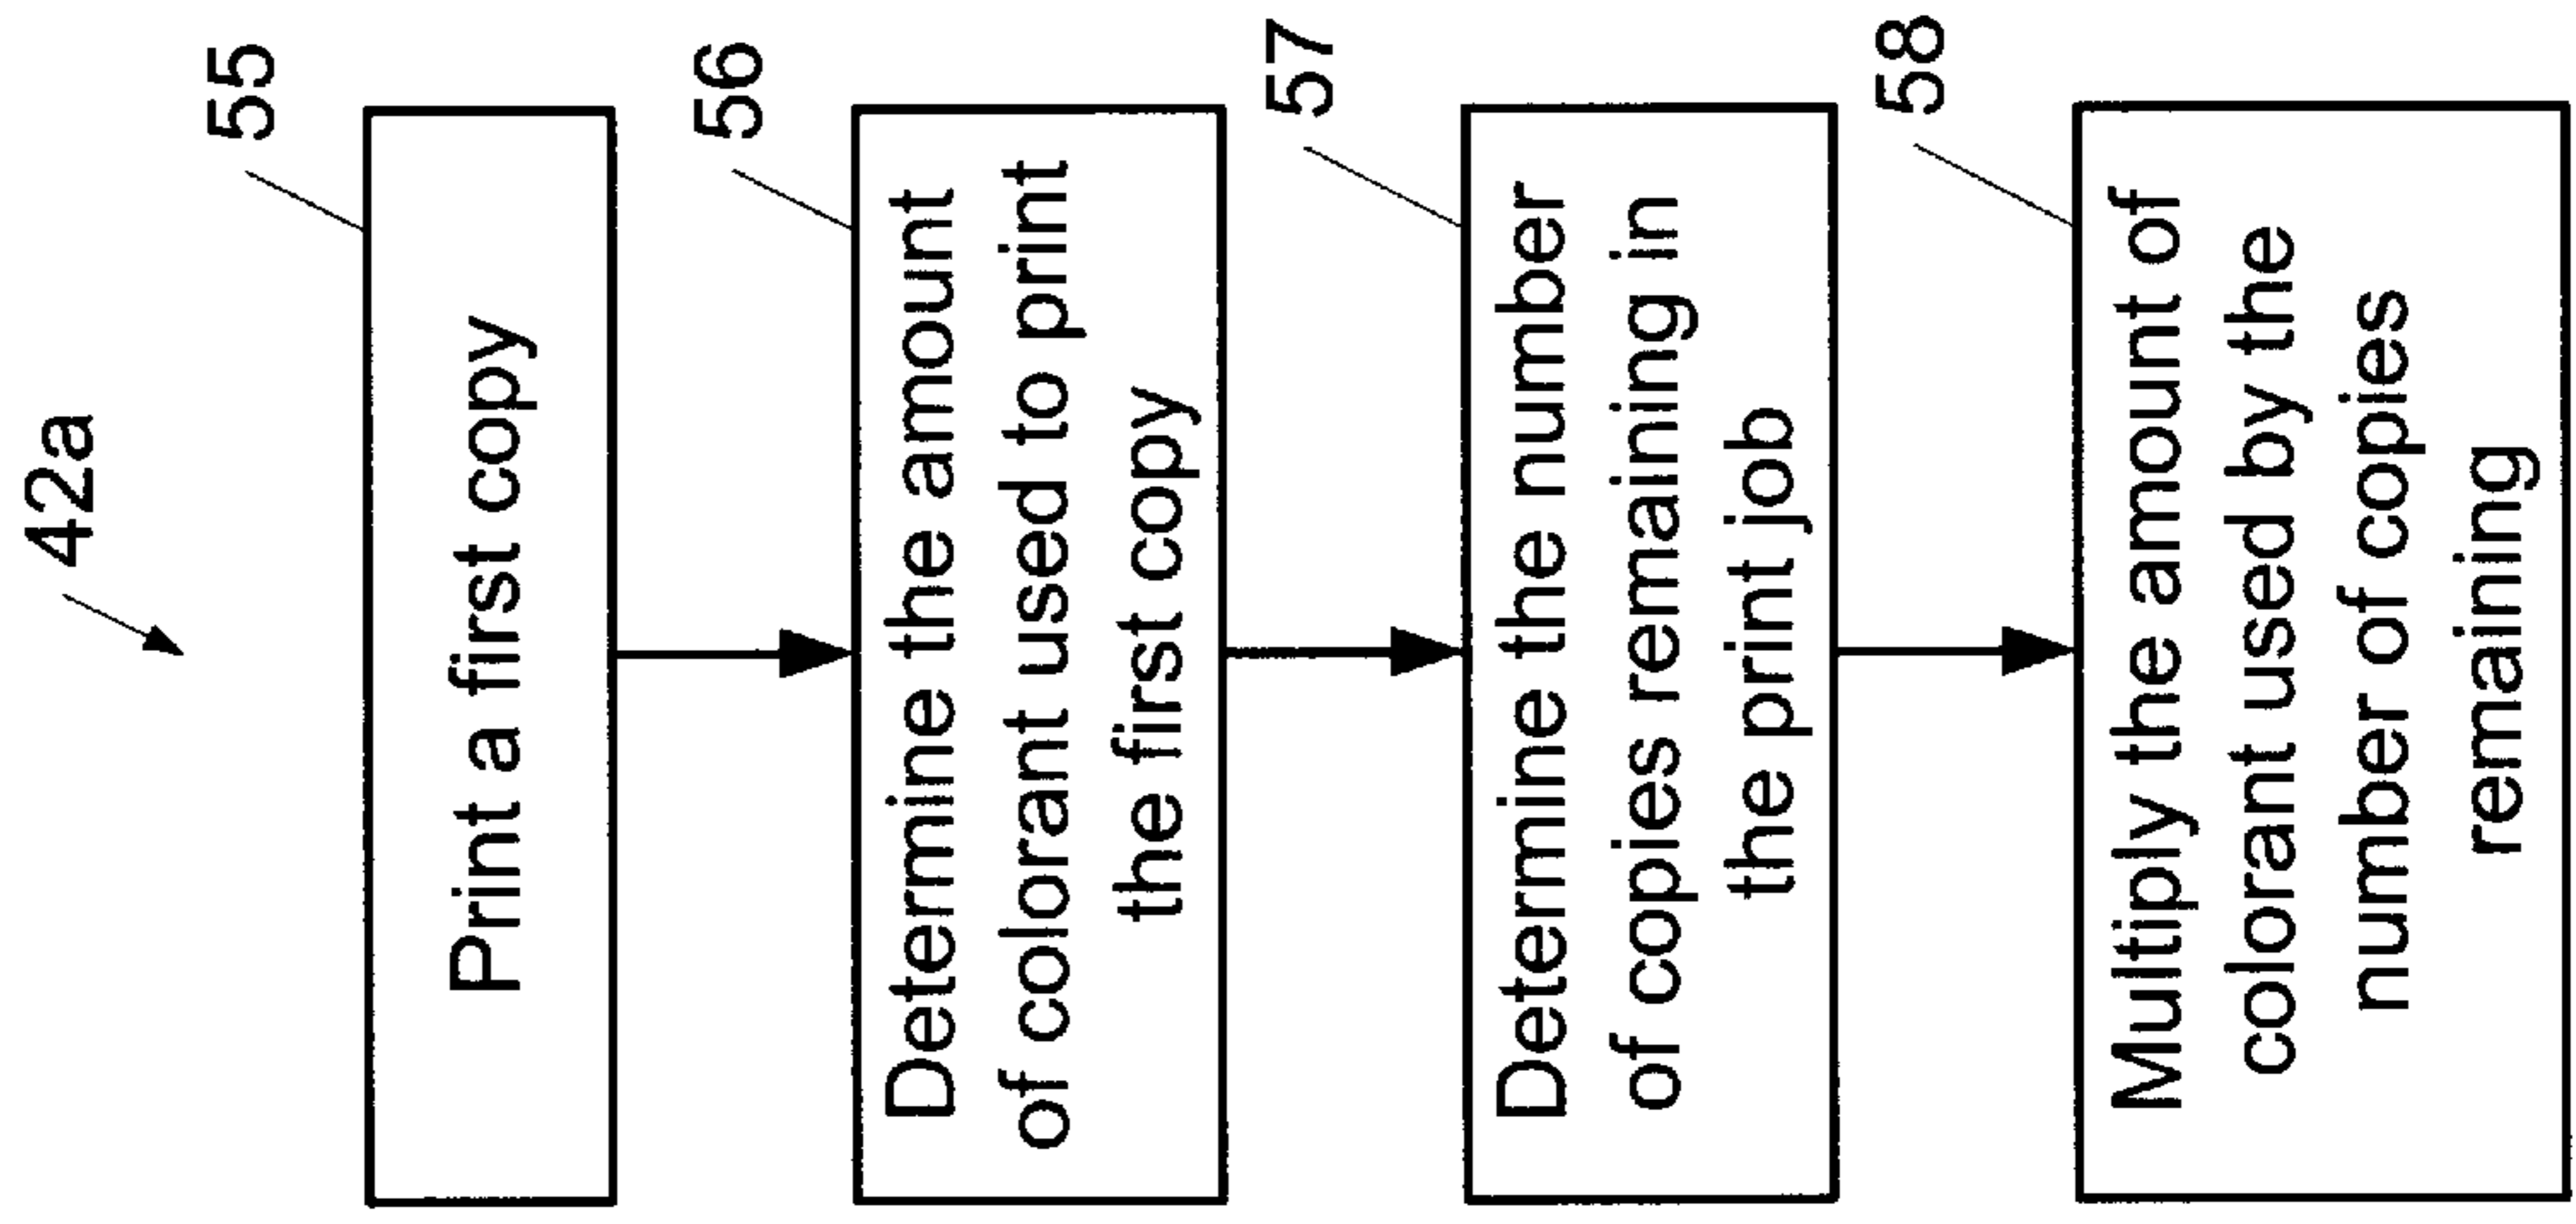 42a
55
Print a first copy
56
Determine the amount
of colorant used to print
the first copy
57
Determine the number
of copies remaining in
the print job
58
Multiply the amount of
colorant used by the
number of copies
remaining